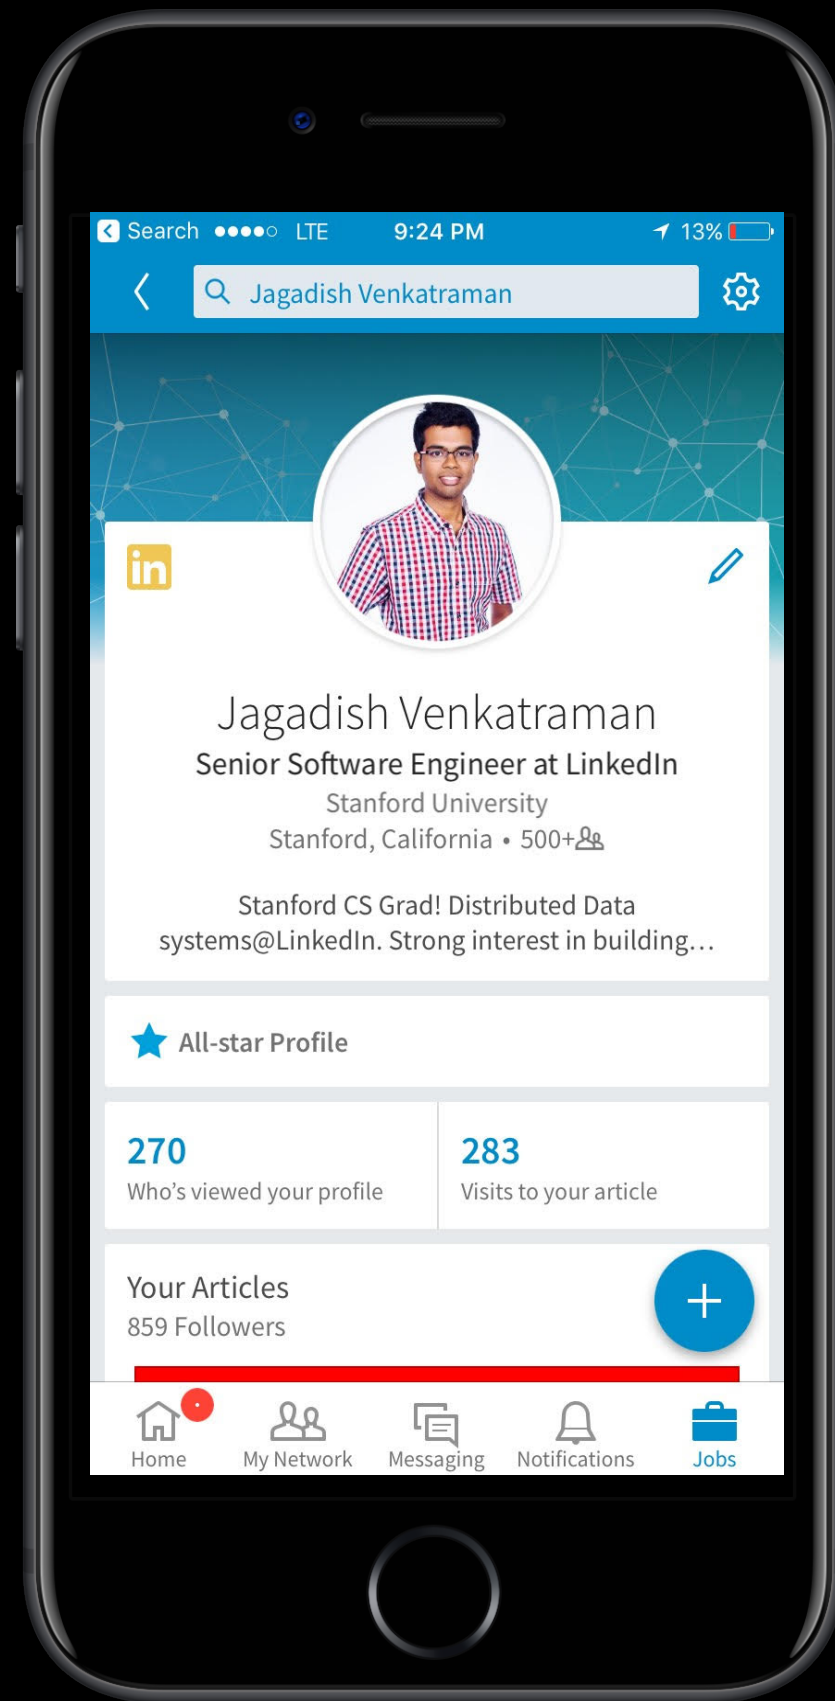 Search LTE 9:24 PM 13%
Jagadish Venkatraman
in
Jagadish Venkatraman
Senior Software Engineer at LinkedIn
Stanford University
Stanford, California • 500+
Stanford CS Grad! Distributed Data
systems@LinkedIn. Strong interest in building…
All-star Profile
270
Who's viewed your profile
283
Visits to your article
Your Articles
859 Followers
Home My Network Messaging Notifications Jobs